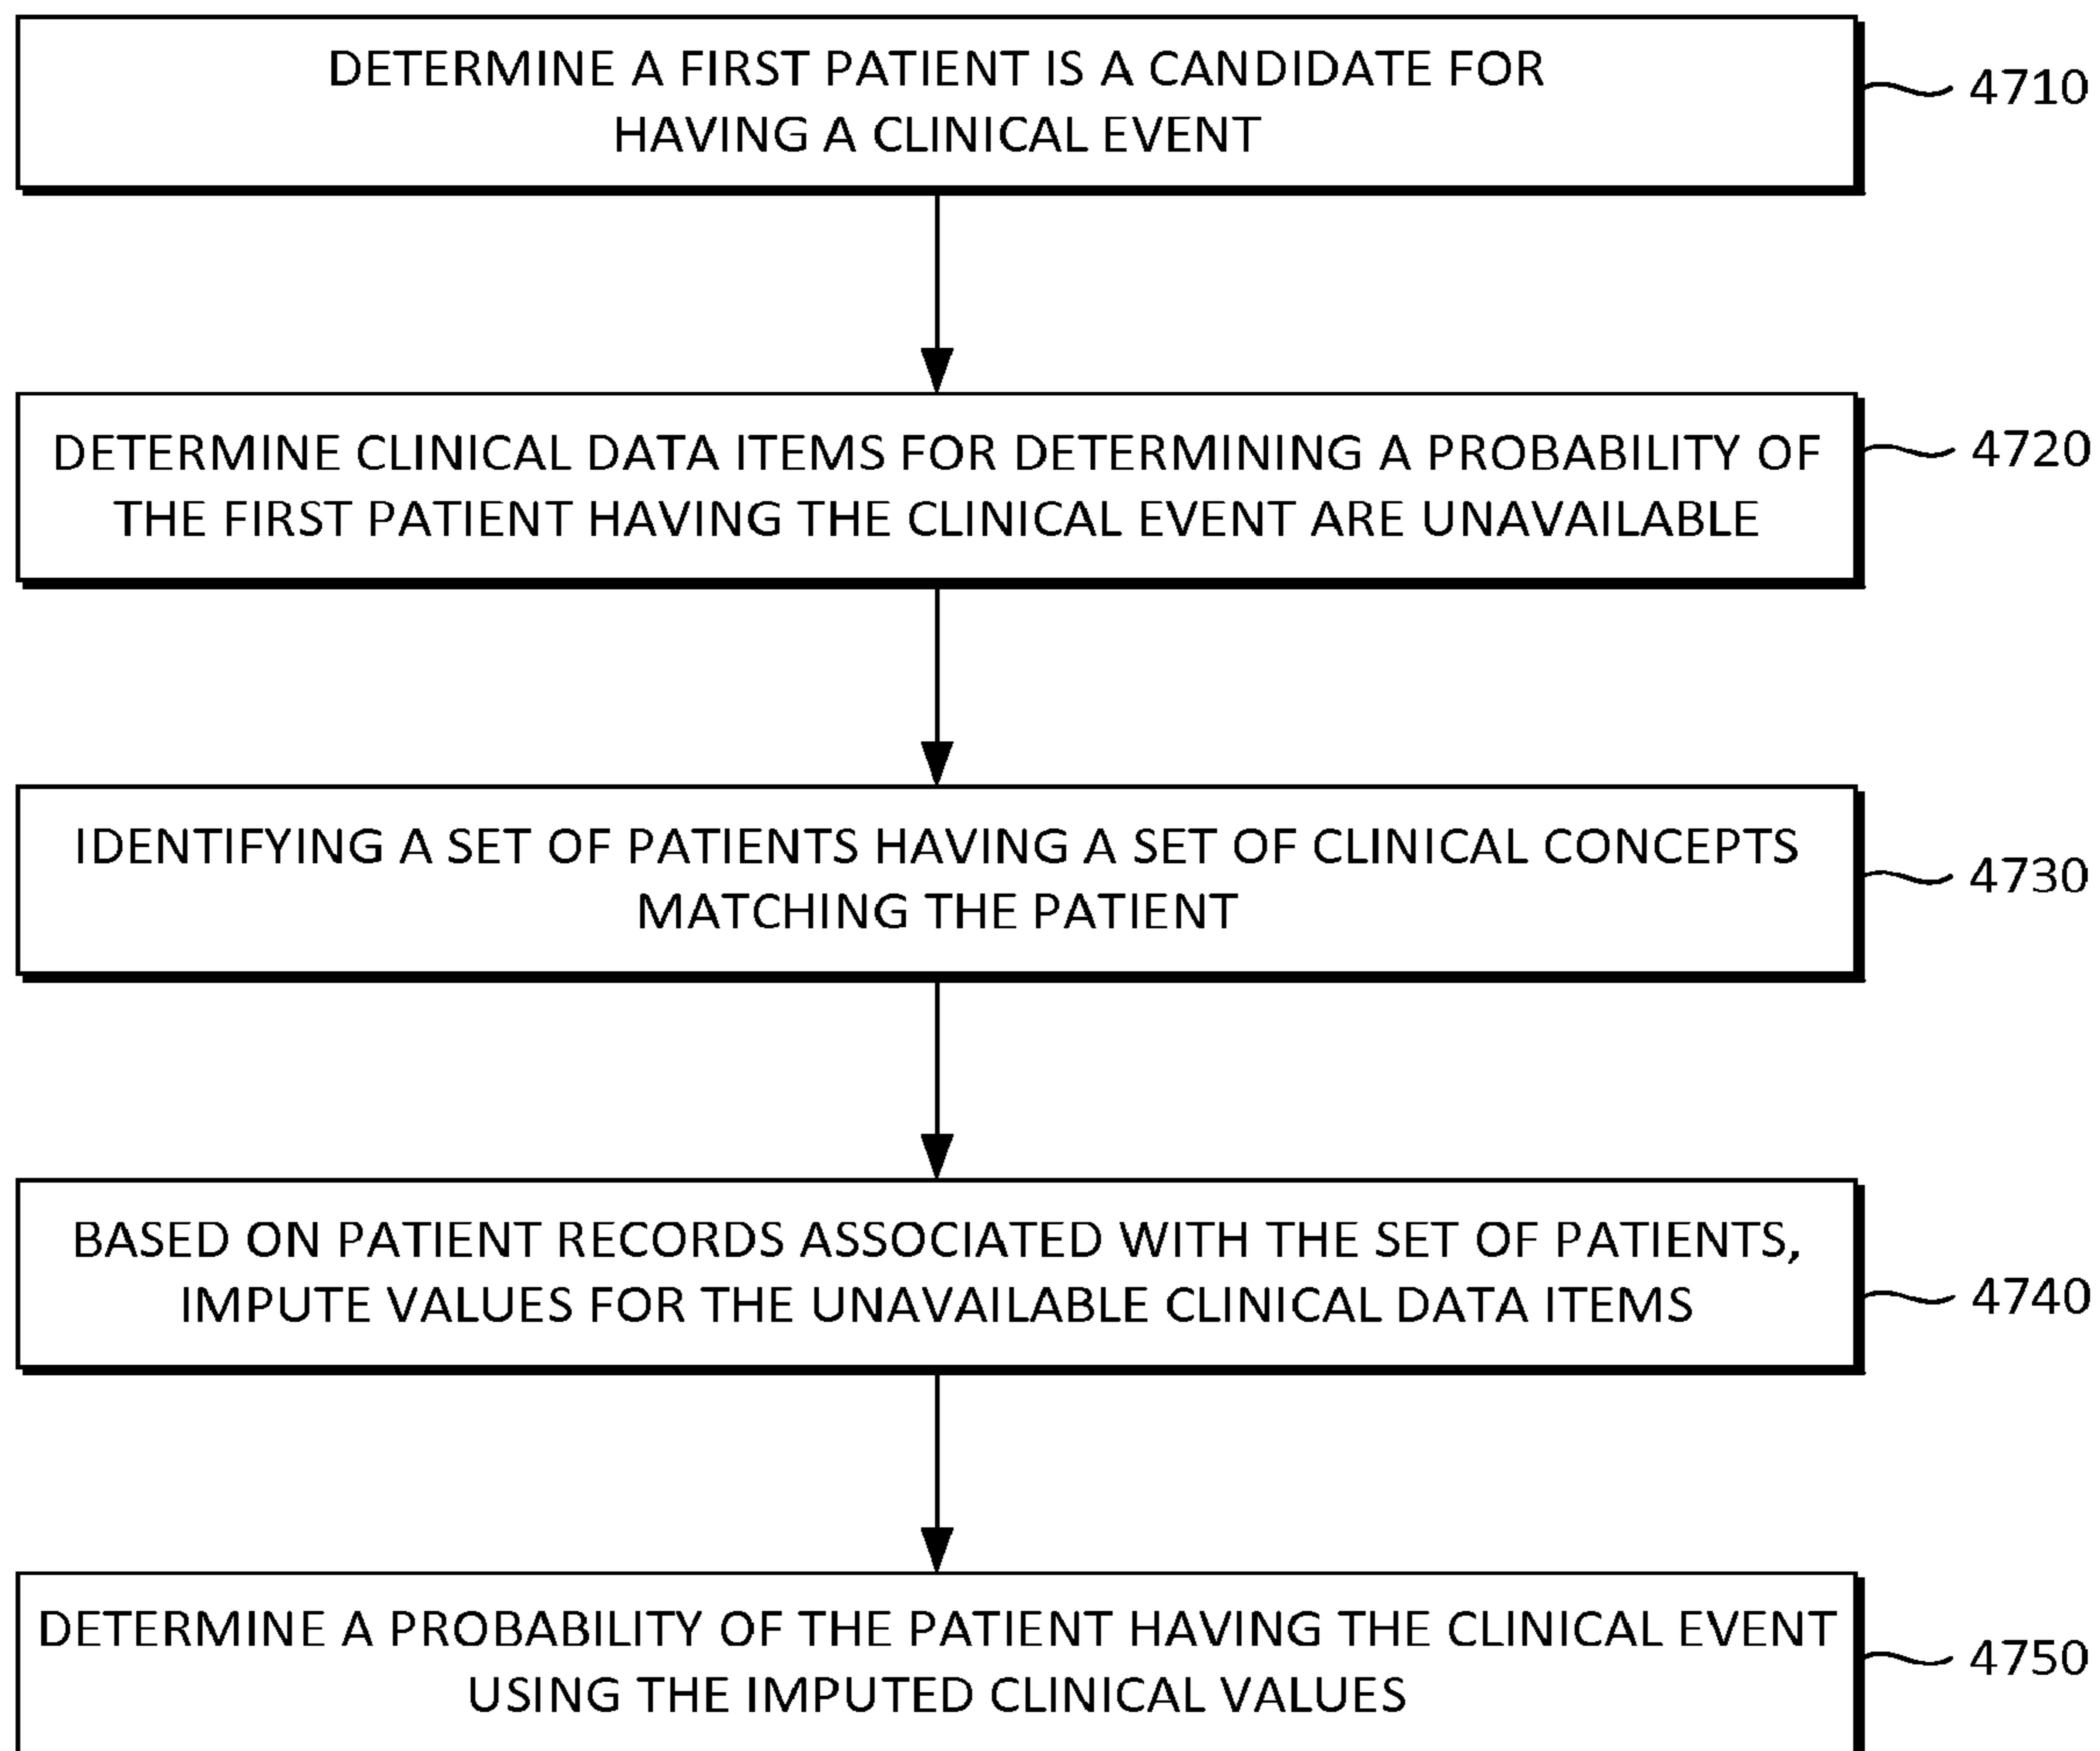 DETERMINE A FIRST PATIENT IS A CANDIDATE FOR
HAVING A CLINICAL EVENT
4710
DETERMINE CLINICAL DATA ITEMS FOR DETERMINING A PROBABILITY OF
THE FIRST PATIENT HAVING THE CLINICAL EVENT ARE UNAVAILABLE
4720
IDENTIFYING A SET OF PATIENTS HAVING A SET OF CLINICAL CONCEPTS
MATCHING THE PATIENT
4730
BASED ON PATIENT RECORDS ASSOCIATED WITH THE SET OF PATIENTS,
IMPUTE VALUES FOR THE UNAVAILABLE CLINICAL DATA ITEMS
4740
DETERMINE A PROBABILITY OF THE PATIENT HAVING THE CLINICAL EVENT
USING THE IMPUTED CLINICAL VALUES
4750